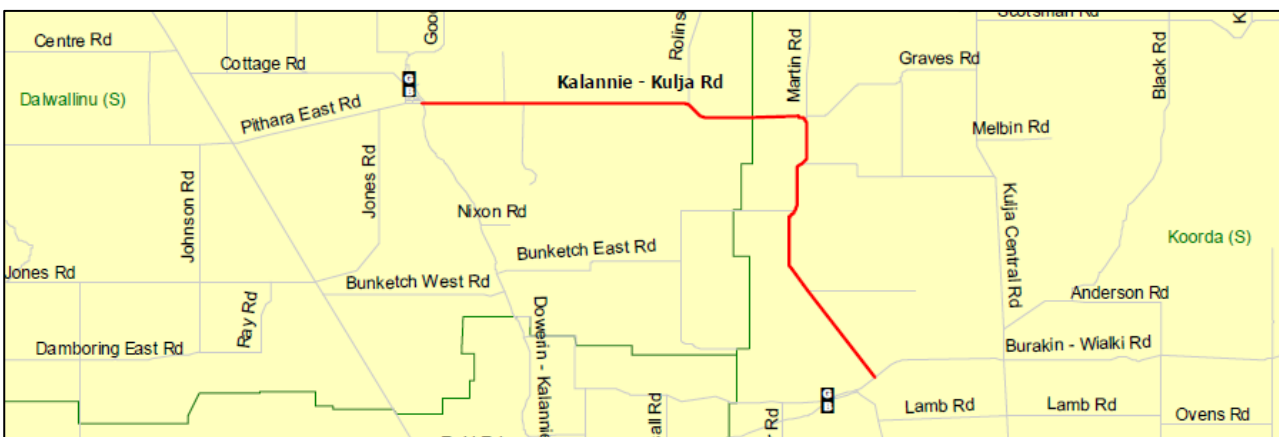 Scotsman Rd
Centre Rd
Cottage Rd
Kalannie - Kulja Rd
Martin Rd
Graves Rd
Black Rd
Dalwallinu (S)
Pithara East Rd
Melbin Rd
Jones Rd
Johnson Rd
Nixon Rd
Kulja Central Rd
Koorda (S)
Bunketch East Rd
Jones Rd
Bunketch West Rd
Anderson Rd
Ray Rd
Dowerin - Kalannie
Damboring East Rd
Burakin - Wialki Rd
Lamb Rd
Lamb Rd
Ovens Rd